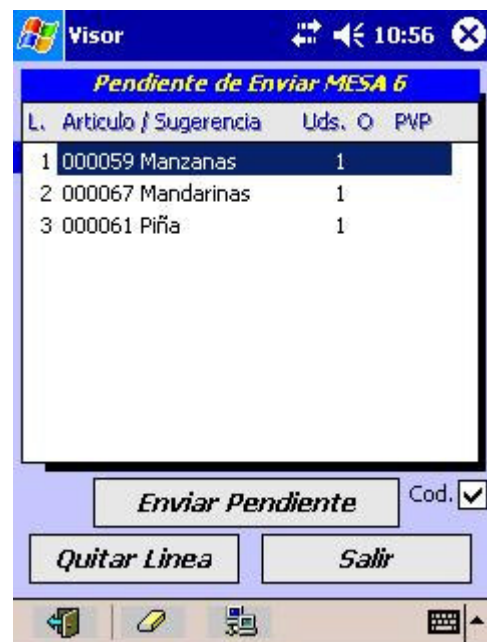 Visor 10:56
Pendiente de Enviar MESA 6
L. Articulo / Sugerencia Uds. O PVP
1 000059 Manzanas 1
2 000067 Mandarinas 1
3 000061 Piña 1
Enviar Pendiente Cod.
Quitar Linea Salir